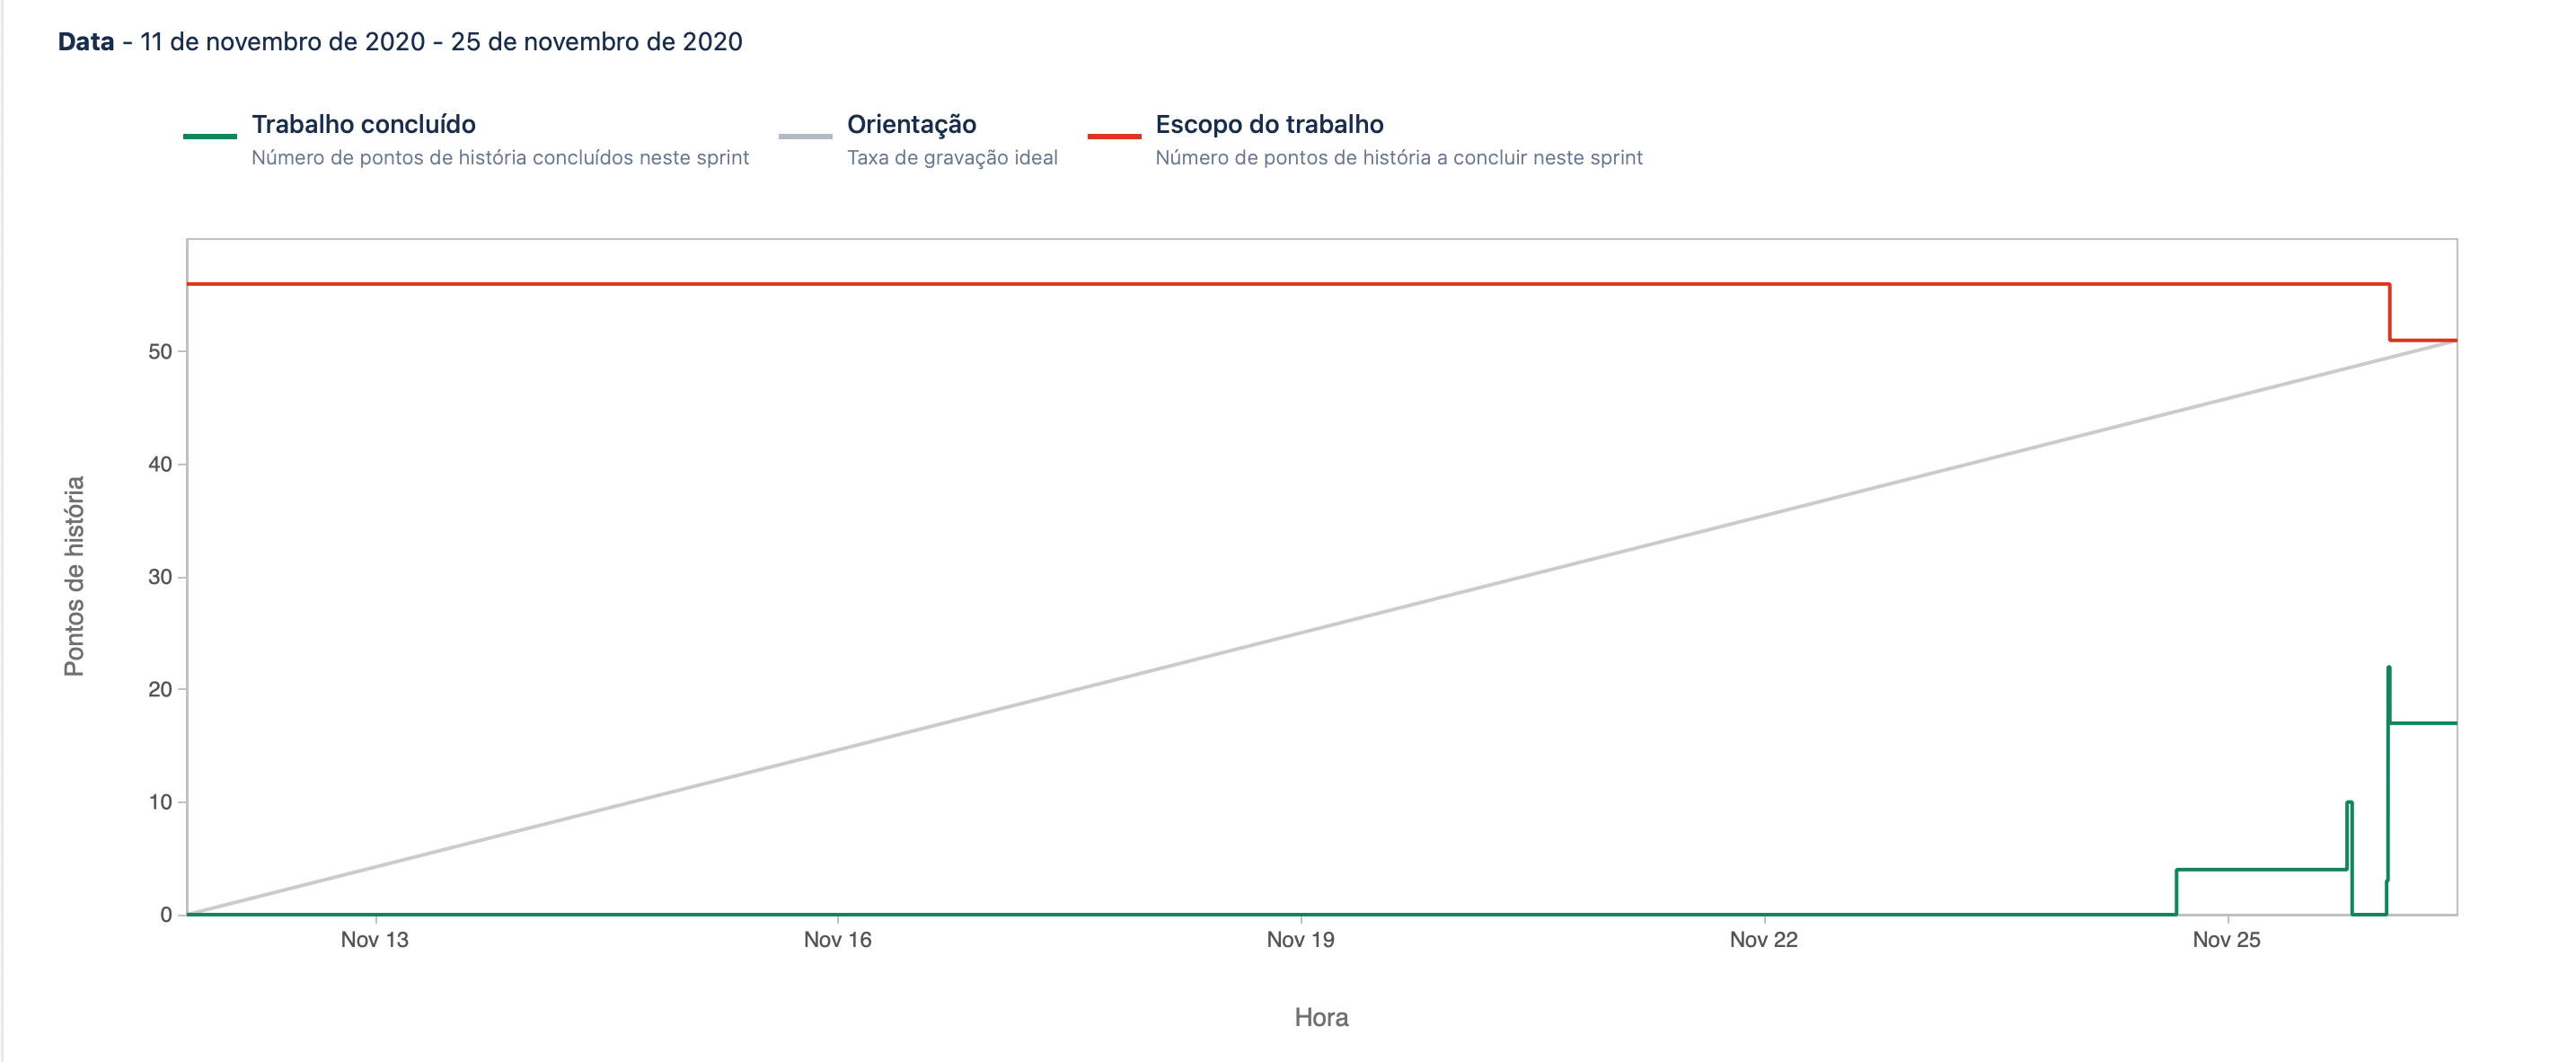 Data - 11 de novembro de 2020 - 25 de novembro de 2020
Trabalho concluído
Número de pontos de história concluídos neste sprint
Orientação
Taxa de gravação ideal
Escopo do trabalho
Número de pontos de história a concluir neste sprint
Pontos de história
50
40
30
20
10
0
Nov 13 Nov 16 Nov 19 Nov 22 Nov 25
Hora